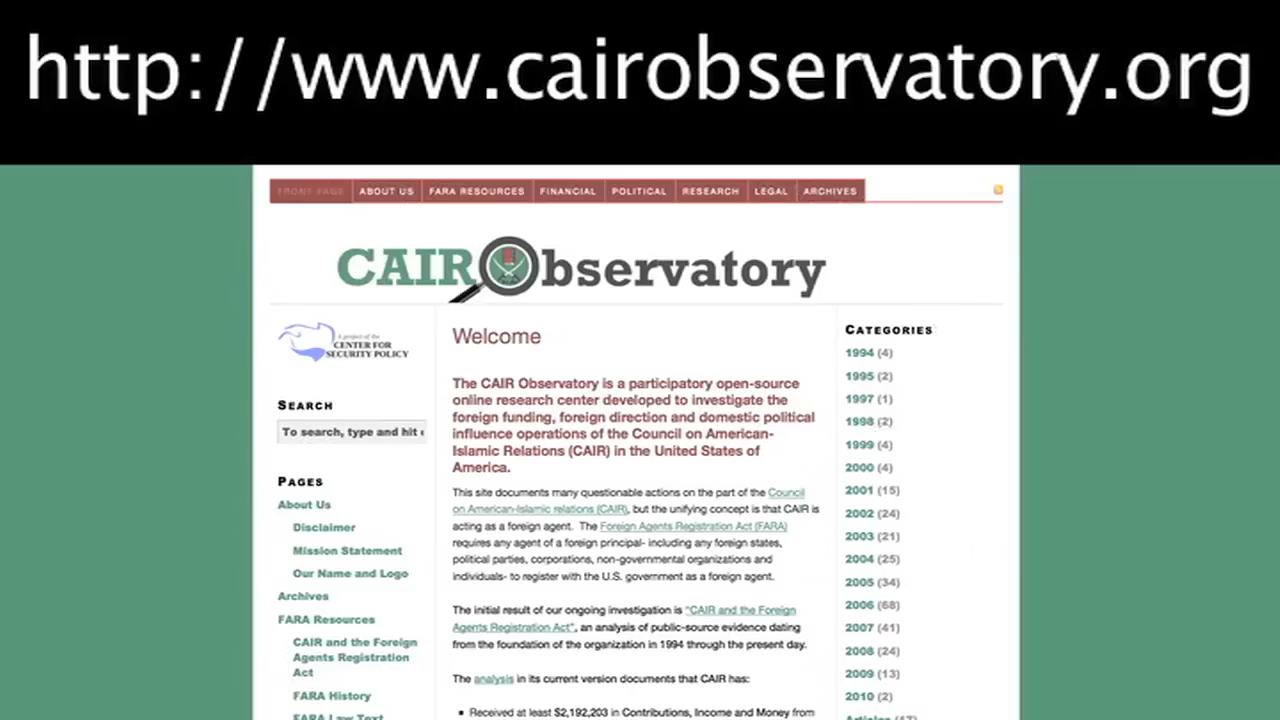 http://www.cairobservatory.org
FRONT PAGE ABOUT US FARA RESOURCES FINANCIAL POLITICAL RESEARCH LEGAL ARCHIVES
CAIR Observatory
A project of the
CENTER FOR
SECURITY POLICY
SEARCH
To search, type and hit
PAGES
About Us
Disclaimer
Mission Statement
Our Name and Logo
Archives
FARA Resources
CAIR and the Foreign
Agents Registration
Act
FARA History
FARA Law Text
Welcome
The CAIR Observatory is a participatory open-source
online research center developed to investigate the
foreign funding, foreign direction and domestic political
influence operations of the Council on American-
Islamic Relations (CAIR) in the United States of
America.
This site documents many questionable actions on the part of the Council
on American-Islamic relations (CAIR), but the unifying concept is that CAIR is
acting as a foreign agent. The Foreign Agents Registration Act (FARA)
requires any agent of a foreign principal- including any foreign states,
political parties, corporations, non-governmental organizations and
individuals- to register with the U.S. government as a foreign agent.
The initial result of our ongoing investigation is "CAIR and the Foreign
Agents Registration Act", an analysis of public-source evidence dating
from the foundation of the organization in 1994 through the present day.
The analysis in its current version documents that CAIR has:
• Received at least $2,192,203 in Contributions, Income and Money from
CATEGORIES
1994 (4)
1995 (2)
1997 (1)
1998 (2)
1999 (4)
2000 (4)
2001 (15)
2002 (24)
2003 (21)
2004 (25)
2005 (34)
2006 (68)
2007 (41)
2008 (24)
2009 (13)
2010 (2)
Articles (17)